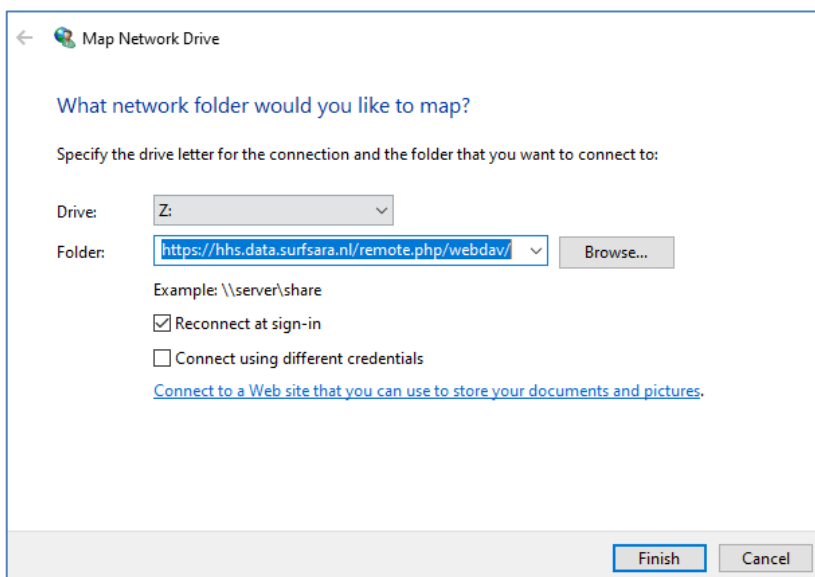 Map Network Drive
What network folder would you like to map?
Specify the drive letter for the connection and the folder that you want to connect to:
Drive: Z:
Folder: https://hhs.data.surfsara.nl/remote.php/webdav/ Browse...
Example: \\server\share
Reconnect at sign-in
Connect using different credentials
Connect to a Web site that you can use to store your documents and pictures.
Finish Cancel